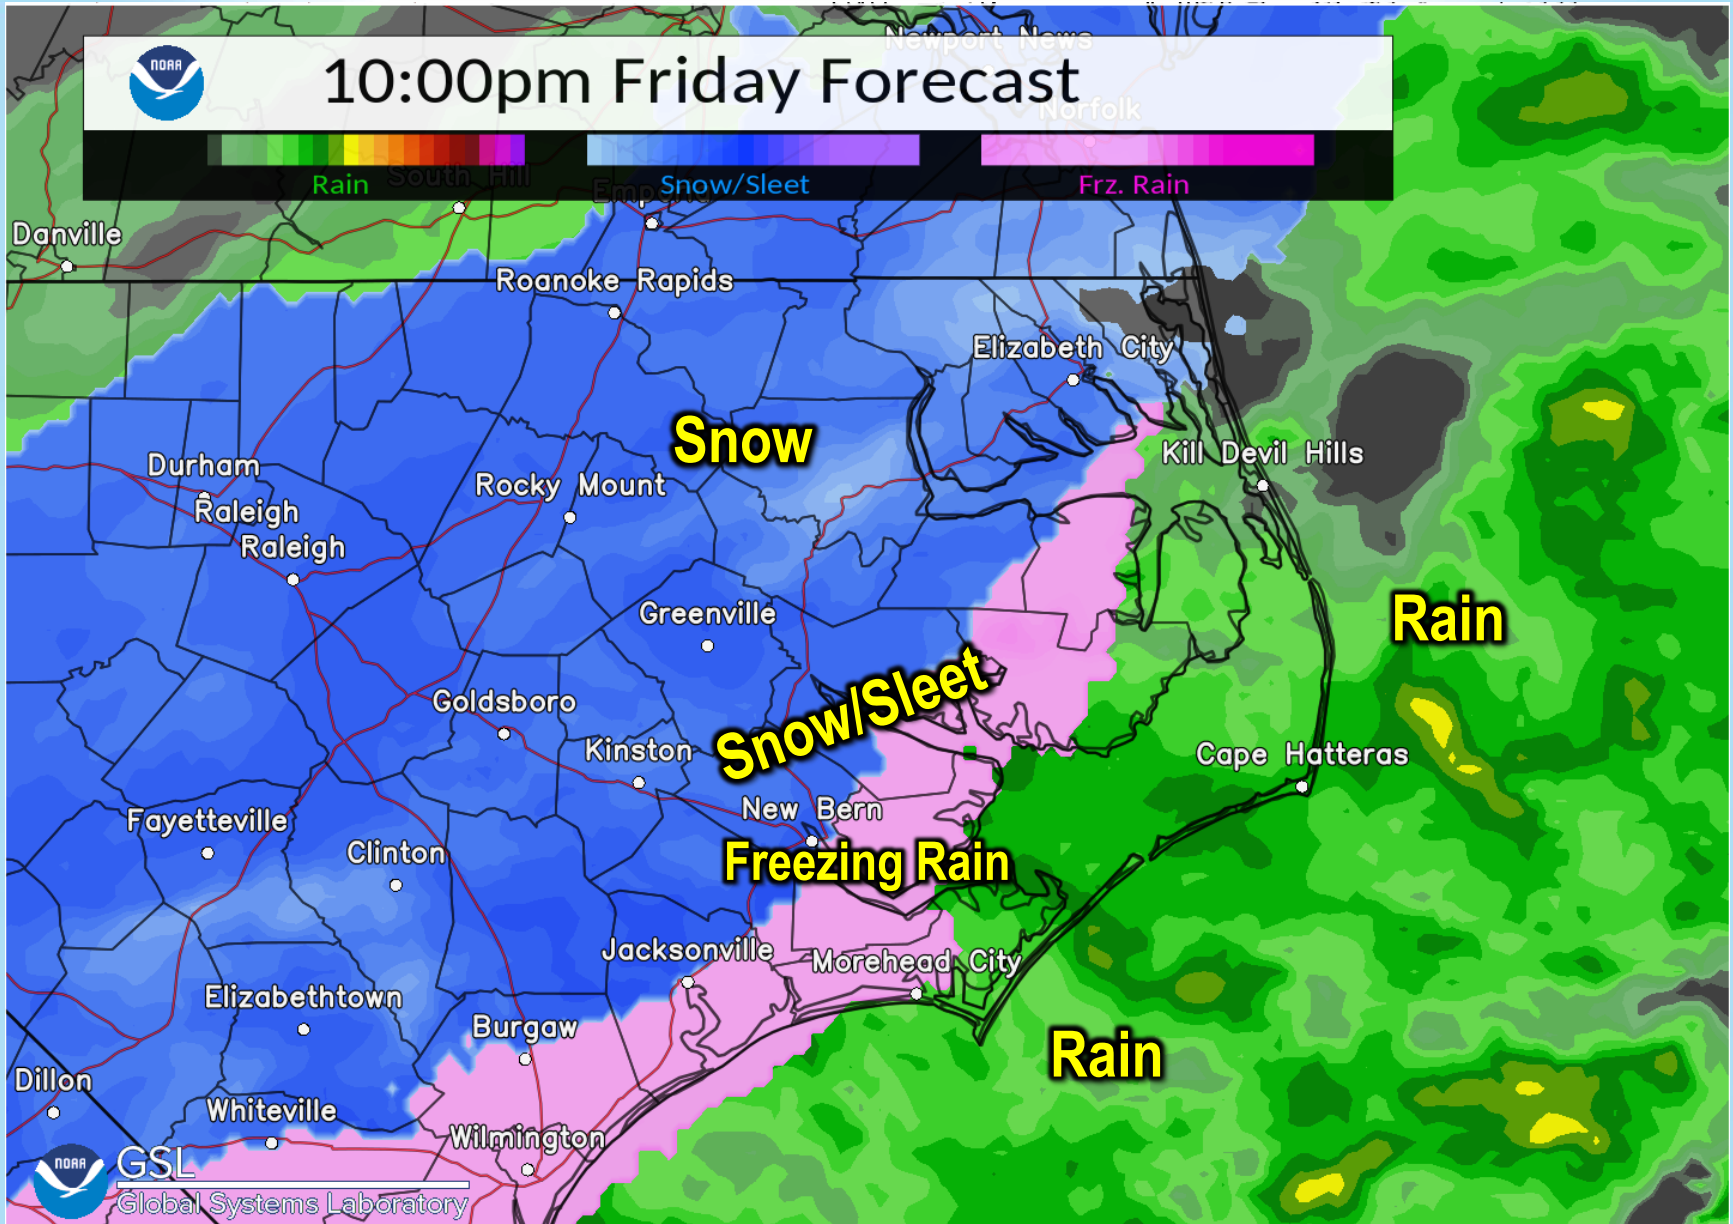 Newport News
NOAA
10:00pm Friday Forecast
Norfolk
Rain
South Hill
Snow/Sleet
Frz. Rain
Danville
Roanoke Rapids
Elizabeth City
Snow
Kill Devil Hills
Durham
Rocky Mount
Raleigh
Raleigh
Greenville
Rain
Snow/Sleet
Goldsboro
Kinston
Cape Hatteras
New Bern
Fayetteville
Clinton
Freezing Rain
Jacksonville
Morehead City
Elizabethtown
Burgaw
Rain
Dillon
Whiteville
Wilmington
NOAA
GSL
Global Systems Laboratory